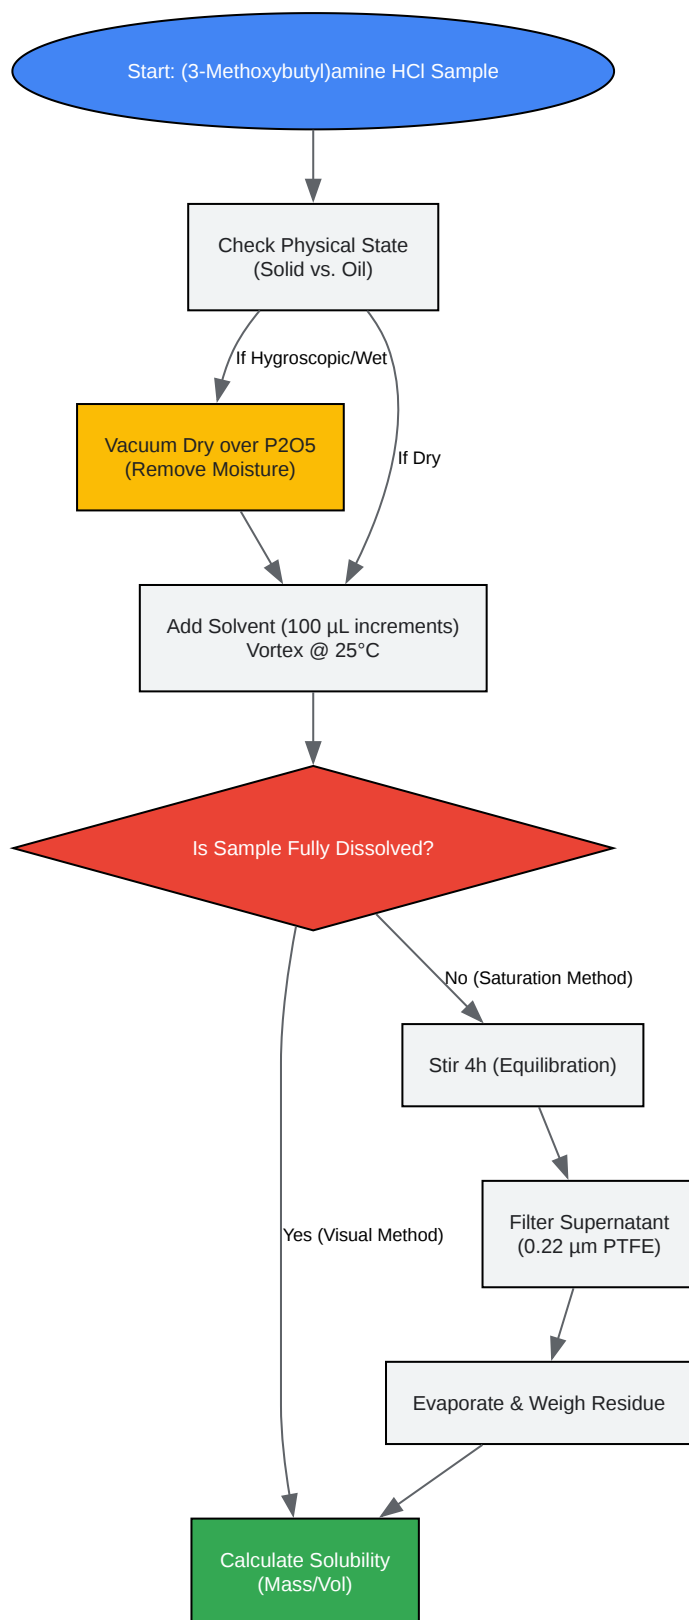 Start: (3-Methoxybutyl)amine HCl Sample
Check Physical State
(Solid vs. Oil)
If Hygroscopic/Wet
Vacuum Dry over P2O5
(Remove Moisture)
If Dry
Add Solvent (100 µL increments)
Vortex @ 25°C
Is Sample Fully Dissolved?
No (Saturation Method)
Stir 4h (Equilibration)
Filter Supernatant
(0.22 µm PTFE)
Yes (Visual Method)
Evaporate & Weigh Residue
Calculate Solubility
(Mass/Vol)